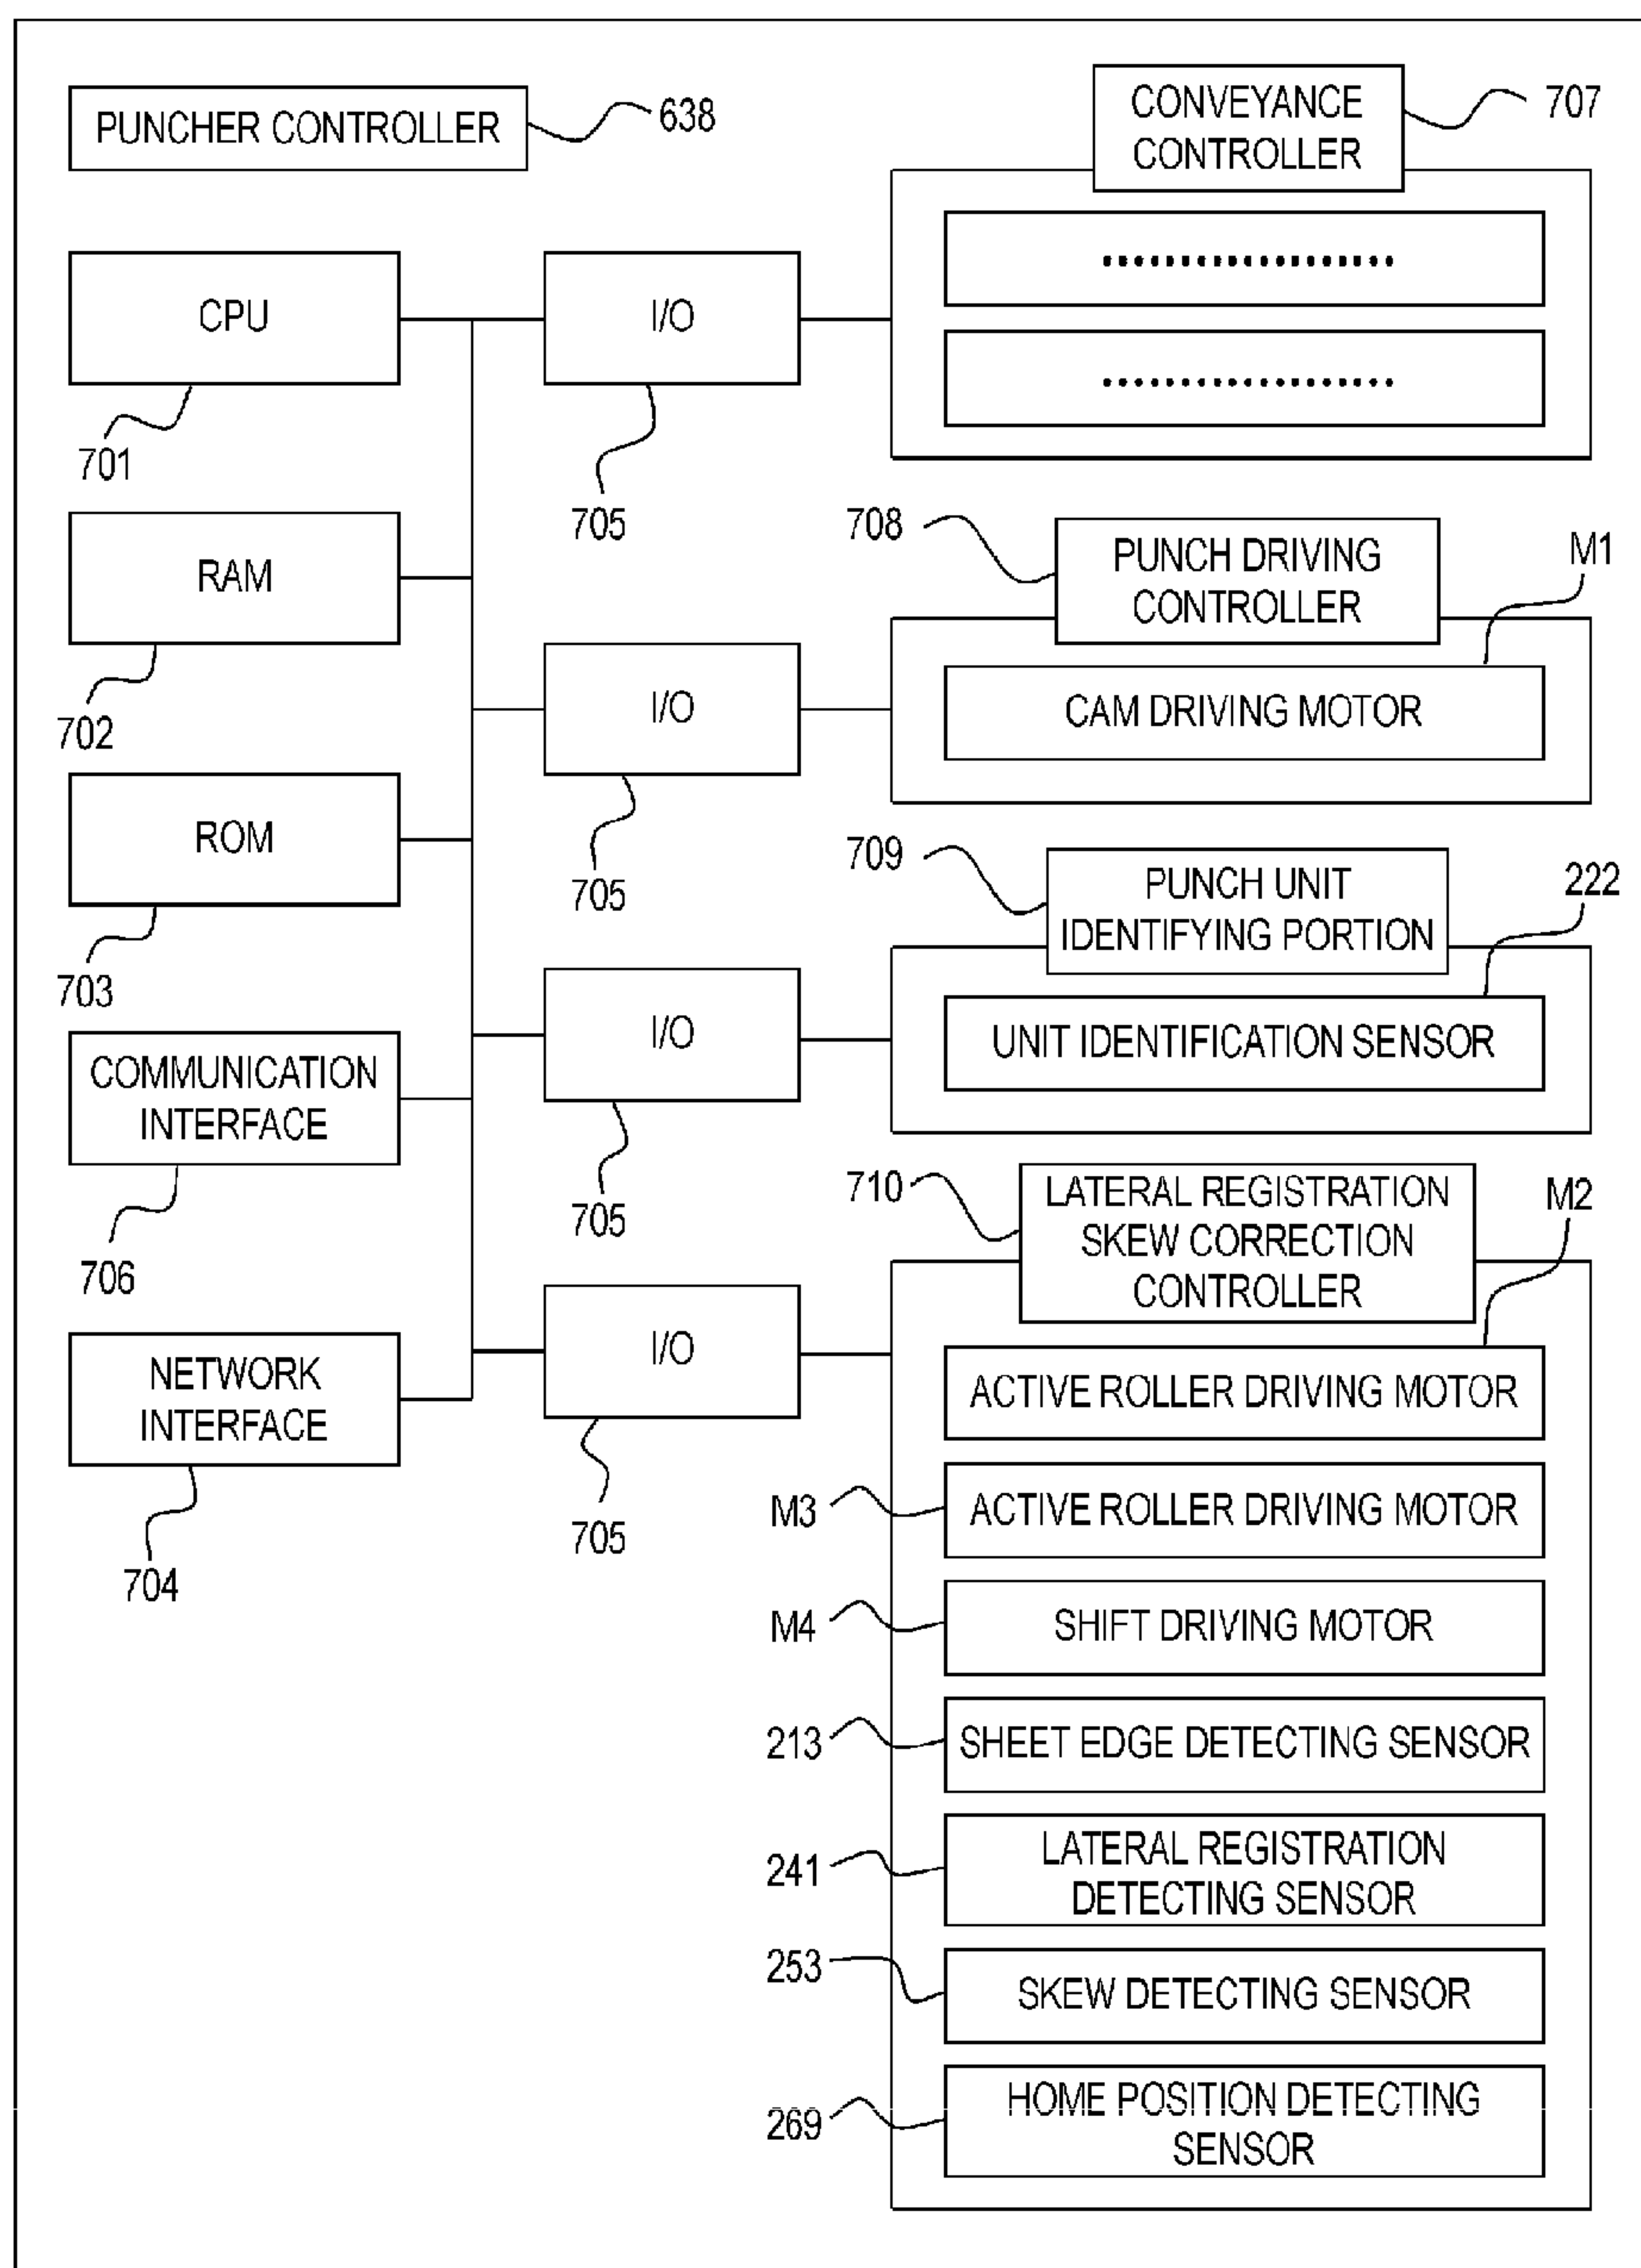 PUNCHER CONTROLLER
638
CONVEYANCE
CONTROLLER
707
CPU
701
I/O
705
••••••••••••••••••••
••••••••••••••••••••
RAM
702
ROM
703
COMMUNICATION
INTERFACE
706
NETWORK
INTERFACE
704
708
PUNCH DRIVING
CONTROLLER
M1
I/O
705
CAM DRIVING MOTOR
709
PUNCH UNIT
IDENTIFYING PORTION
222
I/O
705
UNIT IDENTIFICATION SENSOR
710
LATERAL REGISTRATION
SKEW CORRECTION
CONTROLLER
M2
I/O
705
ACTIVE ROLLER DRIVING MOTOR
M3
ACTIVE ROLLER DRIVING MOTOR
M4
SHIFT DRIVING MOTOR
213
SHEET EDGE DETECTING SENSOR
241
LATERAL REGISTRATION
DETECTING SENSOR
253
SKEW DETECTING SENSOR
269
HOME POSITION DETECTING
SENSOR